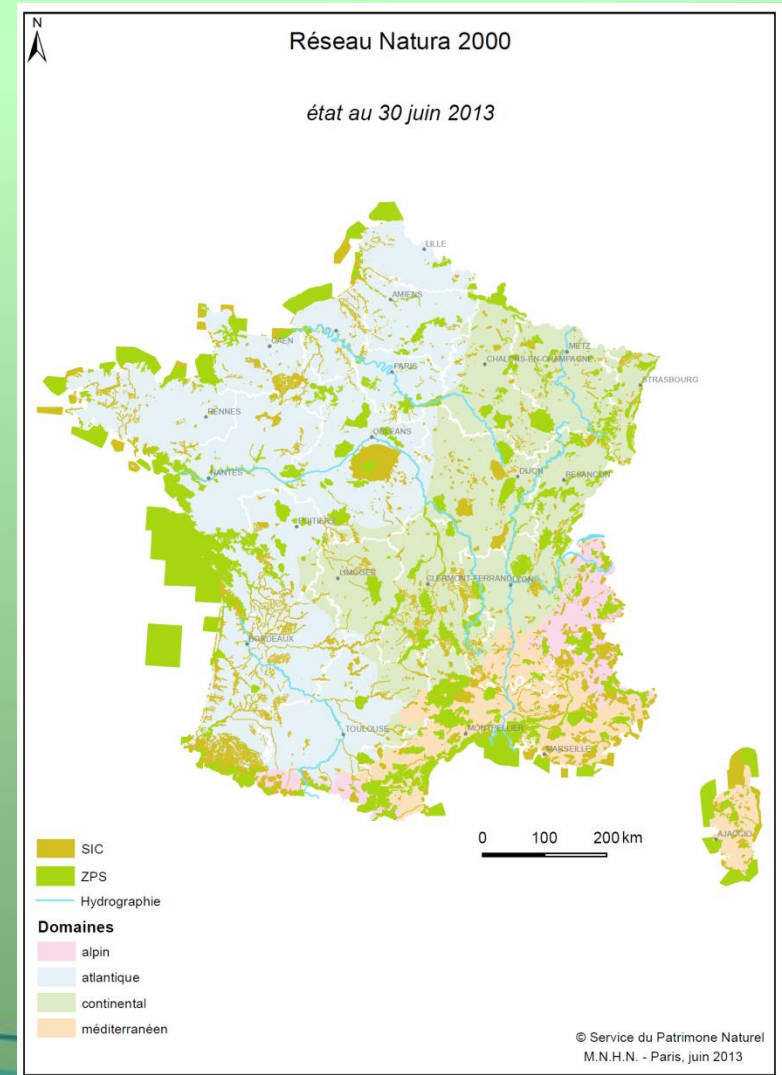 N
Réseau Natura 2000
état au 30 juin 2013
LILLE
AMIENS
CAEN
METZ
CHALONS-EN-CHAMPAGNE
PARIS
STRASBOURG
RENNES
ORLEANS
NANTES
DIJON
BESANCON
POITIERS
LIMOGES
CLERMONT-FERRAND
LYON
BORDEAUX
TOULOUSE
MONTPELLIER
MARSEILLE
AJACCIO
0 100 200 km
SIC
ZPS
Hydrographie
Domaines
alpin
atlantique
continental
méditerranéen
© Service du Patrimone Naturel
M.N.H.N. - Paris, juin 2013